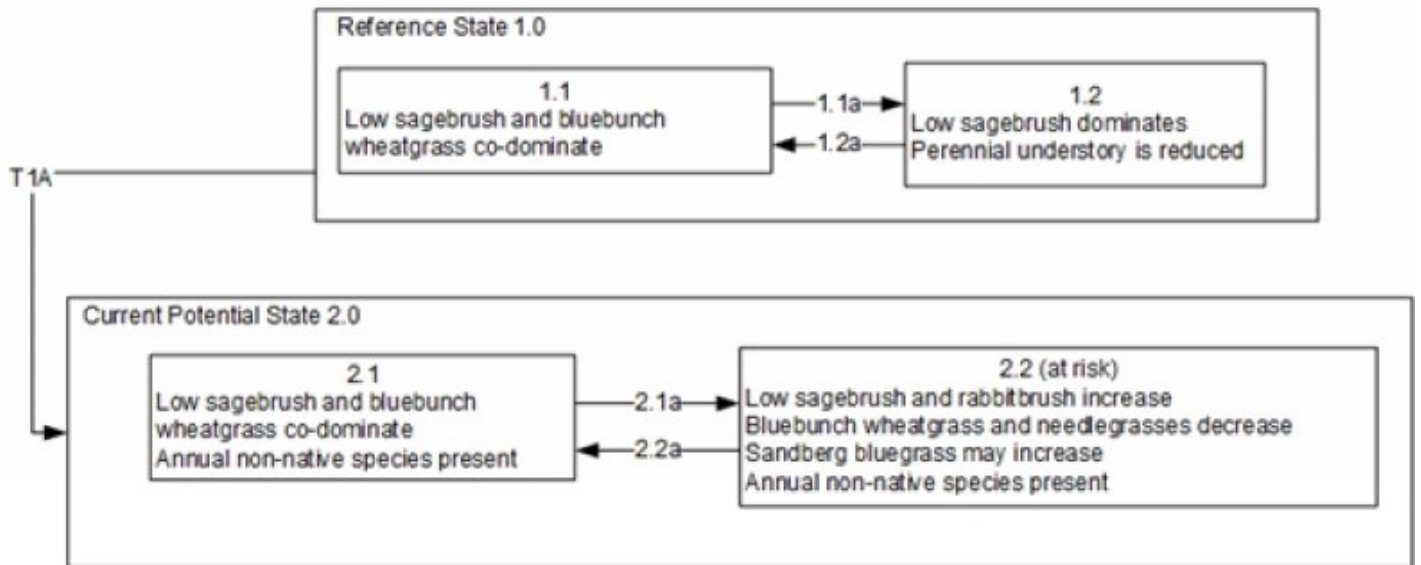 Reference State 1.0
1.1
Low sagebrush and bluebunch
wheatgrass co-dominate
1.1a
1.2a
1.2
Low sagebrush dominates
Perennial understory is reduced
T1A
Current Potential State 2.0
2.1
Low sagebrush and bluebunch
wheatgrass co-dominate
Annual non-native species present
2.1a
2.2a
2.2 (at risk)
Low sagebrush and rabbitbrush increase
Bluebunch wheatgrass and needlegrasses decrease
Sandberg bluegrass may increase
Annual non-native species present